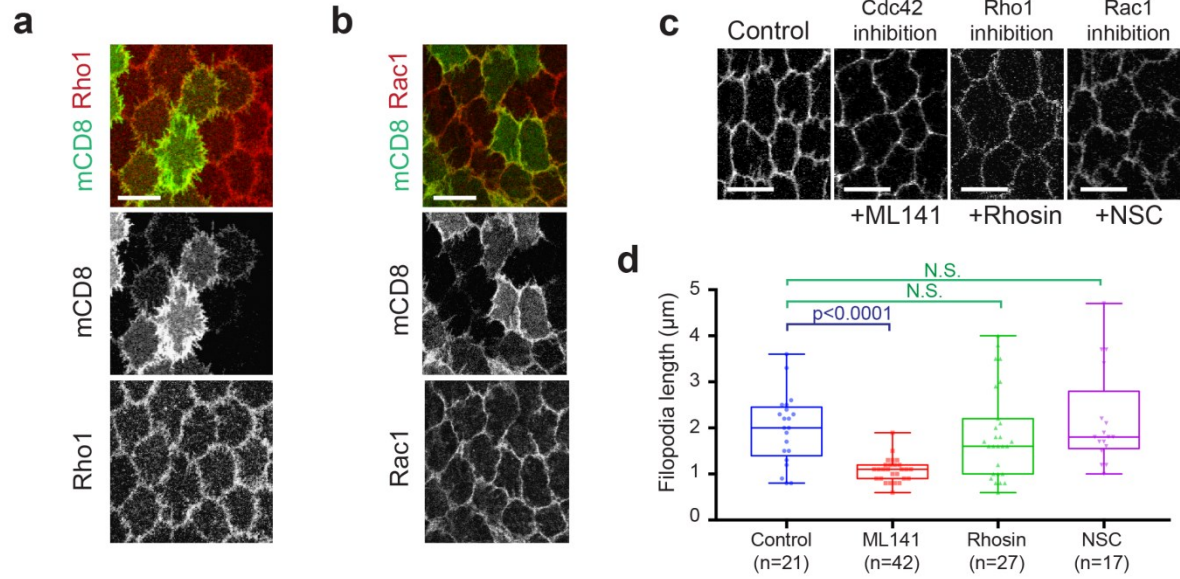 a
mCD8 Rho1
mCD8
Rho1
b
mCD8 Rac1
mCD8
Rac1
c
Control
Cdc42
inhibition
Rho1
inhibition
Rac1
inhibition
+ML141
+Rhosin
+NSC
d
N.S.
N.S.
p<0.0001
Filopodia length (µm)
5
4
3
2
1
0
Control
(n=21)
ML141
(n=42)
Rhosin
(n=27)
NSC
(n=17)